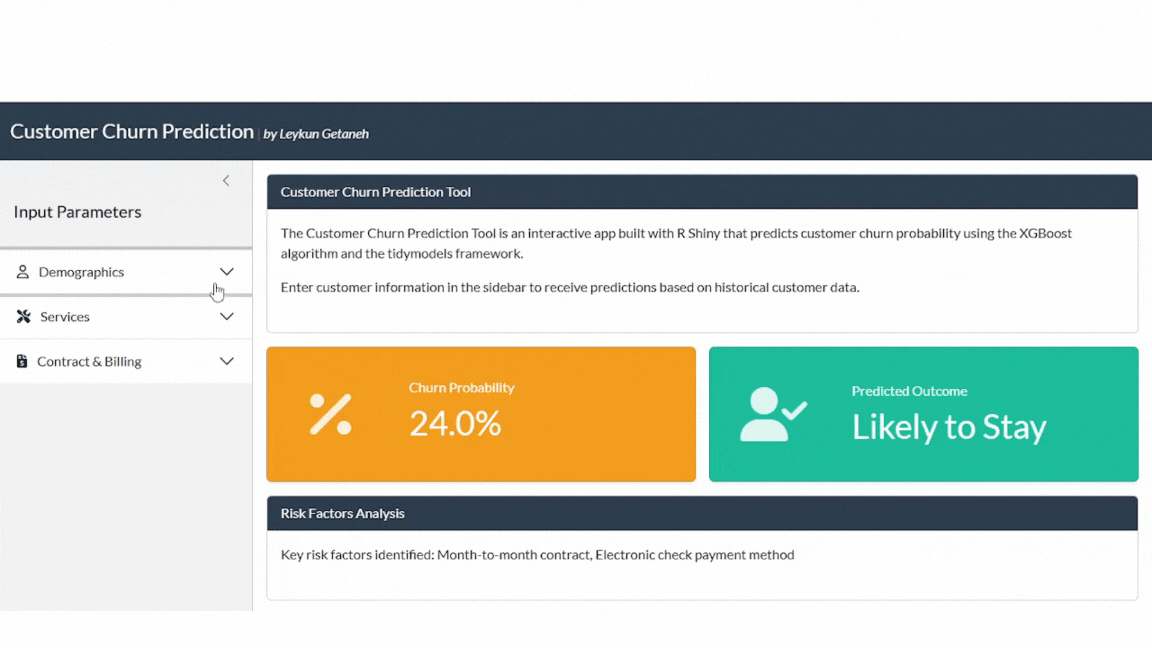 Customer Churn Prediction by Leykun Getaneh
Input Parameters
Demographics
Services
Contract & Billing
Customer Churn Prediction Tool
The Customer Churn Prediction Tool is an interactive app built with R Shiny that predicts customer churn probability using the XGBoost
algorithm and the tidymodels framework.
Enter customer information in the sidebar to receive predictions based on historical customer data.
Churn Probability
24.0%
Predicted Outcome
Likely to Stay
Risk Factors Analysis
Key risk factors identified: Month-to-month contract, Electronic check payment method